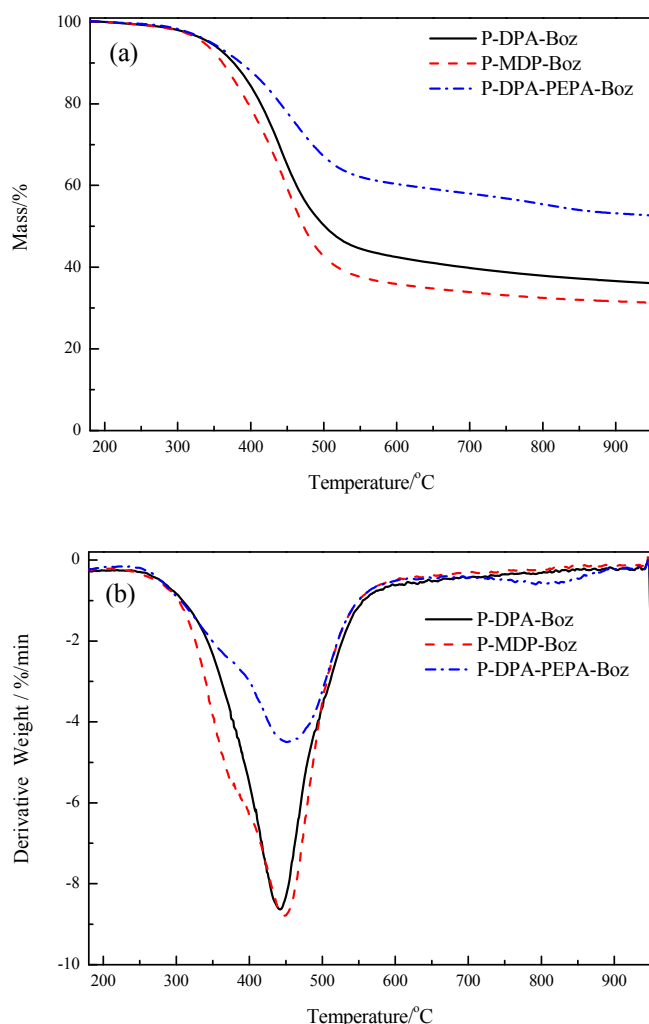 100
(a)
P-DPA-Boz
P-MDP-Boz
P-DPA-PEPA-Boz
80
60
40
20
0
Mass/%
200 300 400 500 600 700 800 900
Temperature/°C
0
(b)
P-DPA-Boz
P-MDP-Boz
P-DPA-PEPA-Boz
-2
-4
-6
-8
-10
Derivative Weight / %/min
200 300 400 500 600 700 800 900
Temperature/°C